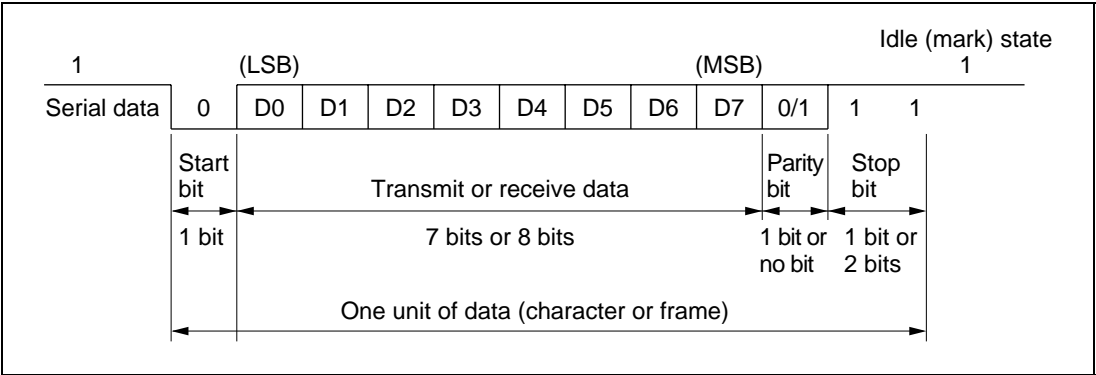 Idle (mark) state
1 (LSB) (MSB) 1
Serial data 0 D0 D1 D2 D3 D4 D5 D6 D7 0/1 1 1
Start bit
Transmit or receive data
Parity bit
Stop bit
1 bit
7 bits or 8 bits
1 bit or no bit
1 bit or 2 bits
One unit of data (character or frame)